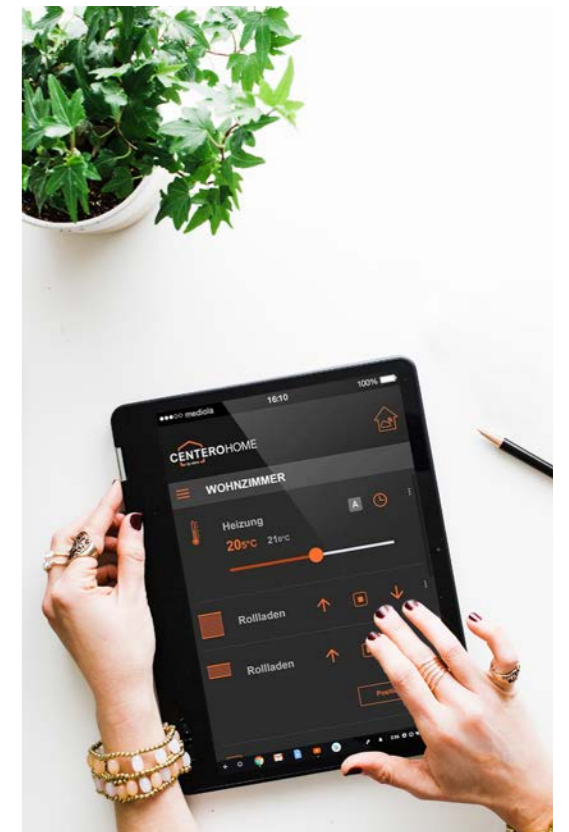 mediola 16:10 100%
CENTEROHOME
WOHNZIMMER
A
Heizung
20 5°C 21 0°C
Rollladen
Rollladen